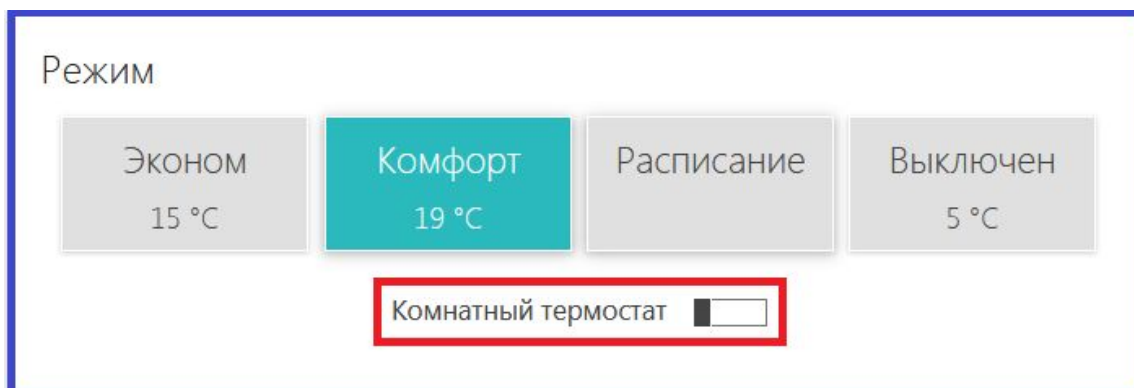 Режим
Эконом Комфорт Расписание Выключен
15 °C 19 °C 5 °C
Комнатный термостат